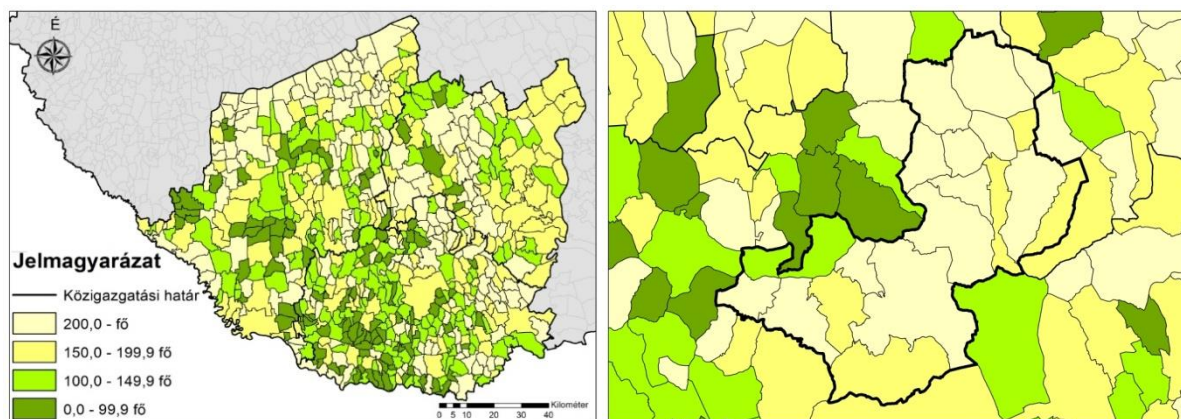 É
Jelmagyarázat
Közigazgatási határ
200,0 - fő
150,0 - 199,9 fő
100,0 - 149,9 fő
0,0 - 99,9 fő
Kilométer
0 5 10 20 30 40